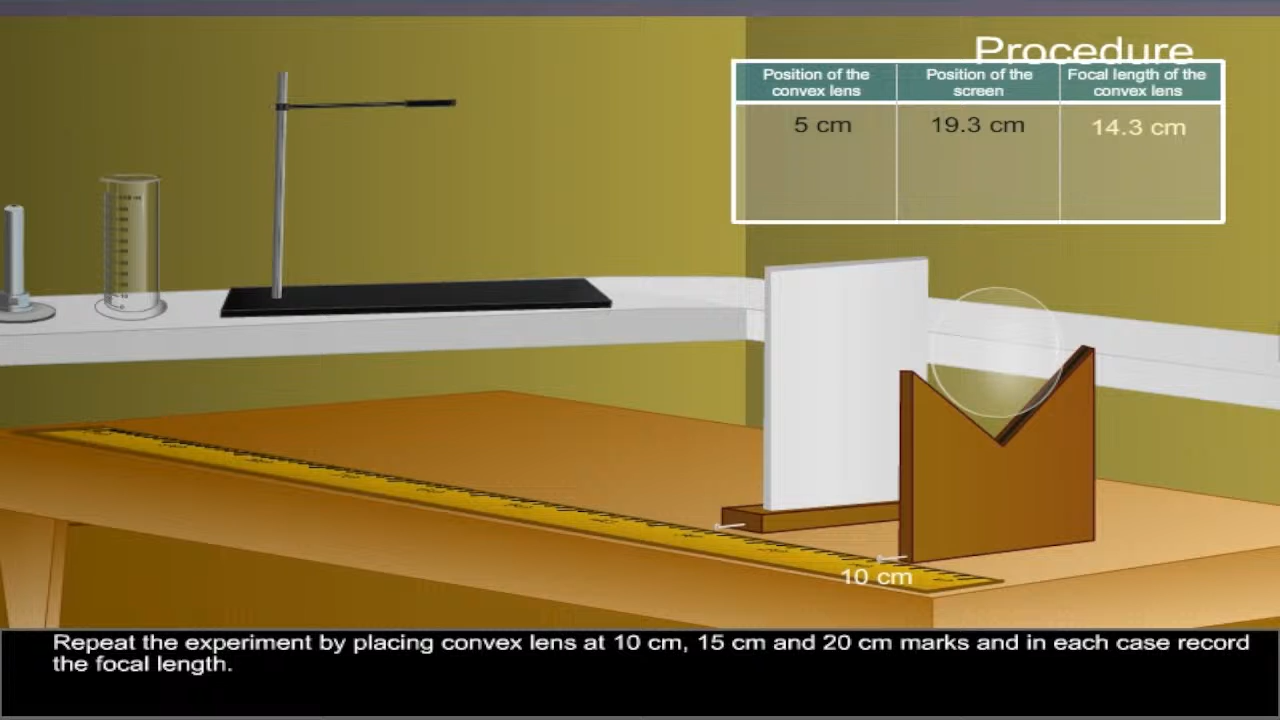 Procedure
Position of the convex lens
Position of the screen
Focal length of the convex lens
5 cm
19.3 cm
14.3 cm
10 cm
Repeat the experiment by placing convex lens at 10 cm, 15 cm and 20 cm marks and in each case record
the focal length.